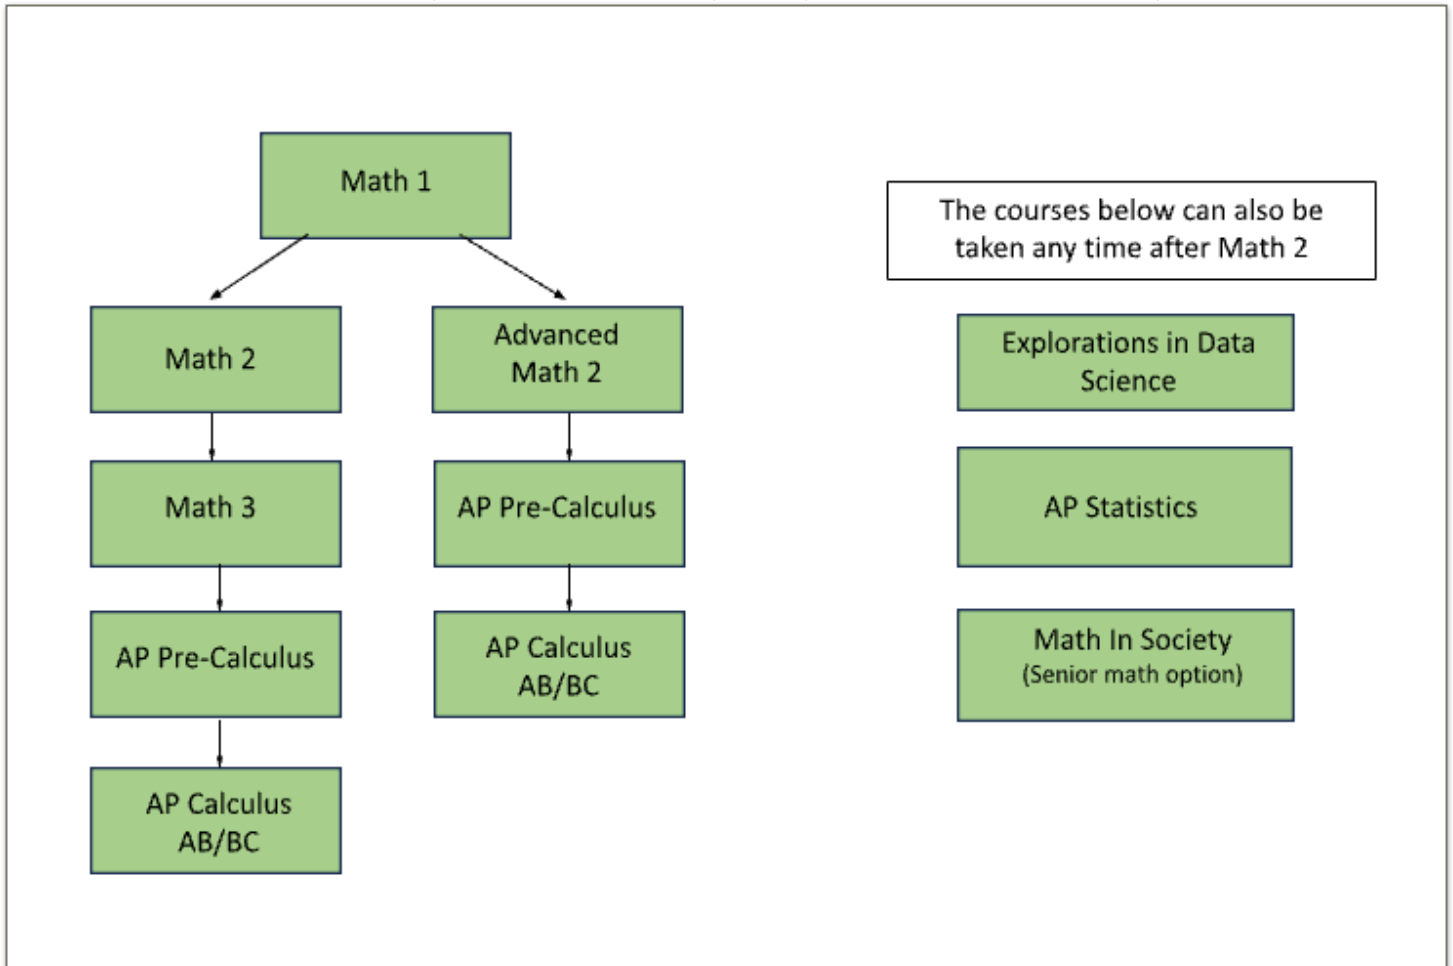 Math 1
Math 2
Advanced
Math 2
Math 3
AP Pre-Calculus
AP Pre-Calculus
AP Calculus
AB/BC
AP Calculus
AB/BC
The courses below can also be
taken any time after Math 2
Explorations in Data
Science
AP Statistics
Math In Society
(Senior math option)